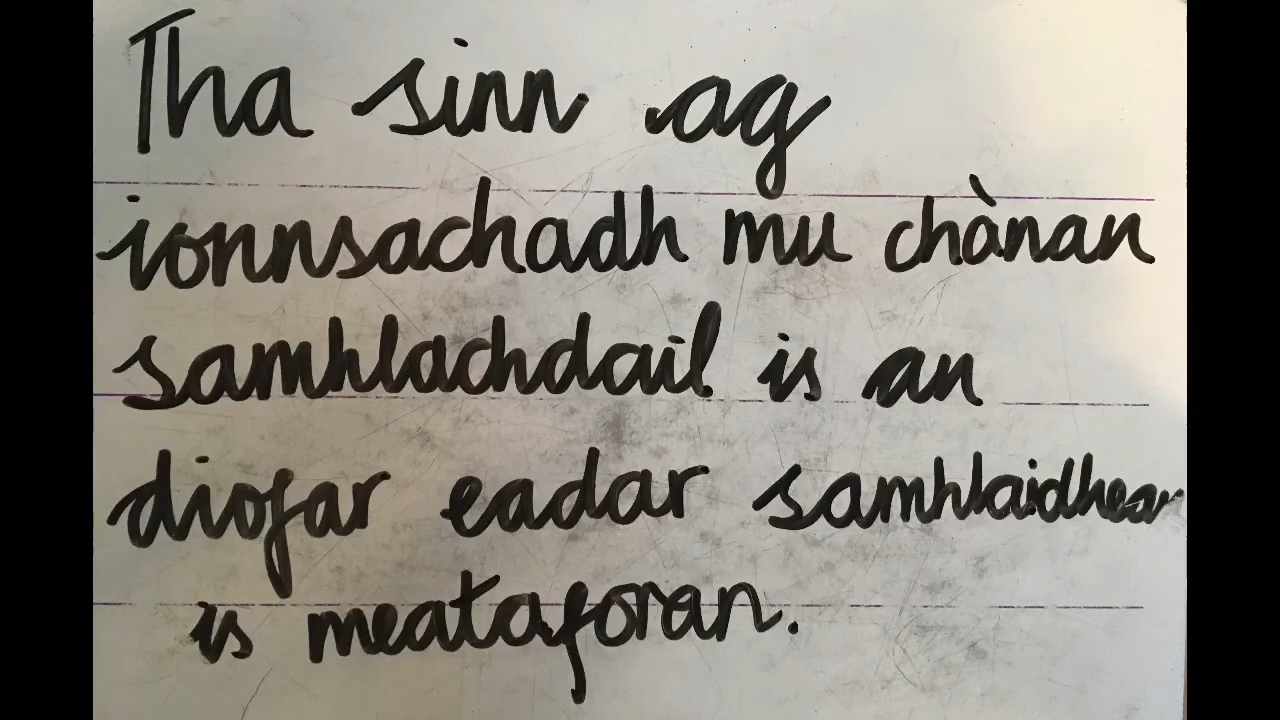 Tha sinn ag
ionnsachadh mu chànan
samhlachdail is an
diofar eadar samhlaidhean
is meataforan.